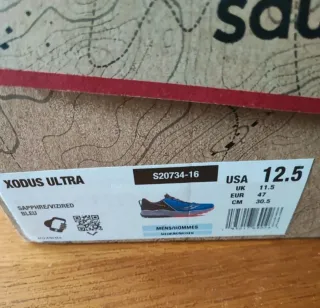 sau
XODUS ULTRA
S20734-16
USA 12.5
UK 11.5
EUR 47
CM 30.5
SAPPHIRE/VIZIRED
BLEU
MENS/HOMMES